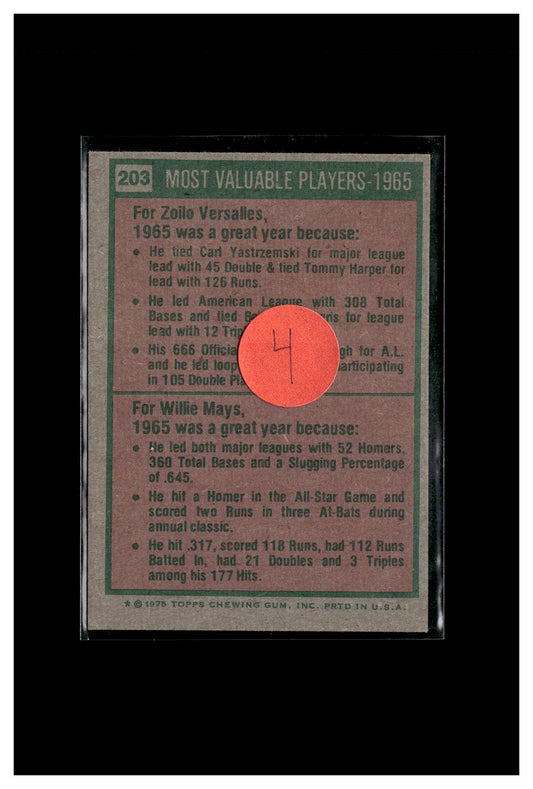 203 MOST VALUABLE PLAYERS-1965
For Zoilo Versalles,
1965 was a great year because:
• He tied Carl Yastrzemski for major league
lead with 45 Double & tied Tommy Harper for
lead with 126 Runs.
• He led American League with 308 Total
Bases and tied for league
lead with 12
• His 666 for A.L.
and he led participating
in 105 Double
4
For Willie Mays,
1965 was a great year because:
• He led both major leagues with 52 Homers,
360 Total Bases and a Slugging Percentage
of .645.
• He hit a Homer in the All-Star Game and
scored two Runs in three At-Bats during
annual classic.
• He hit .317, scored 118 Runs, had 112 Runs
Batted In, had 21 Doubles and 3 Triples
among his 177 Hits.
* © 1975 TOPPS CHEWING GUM, INC. PRTD IN U.S.A.